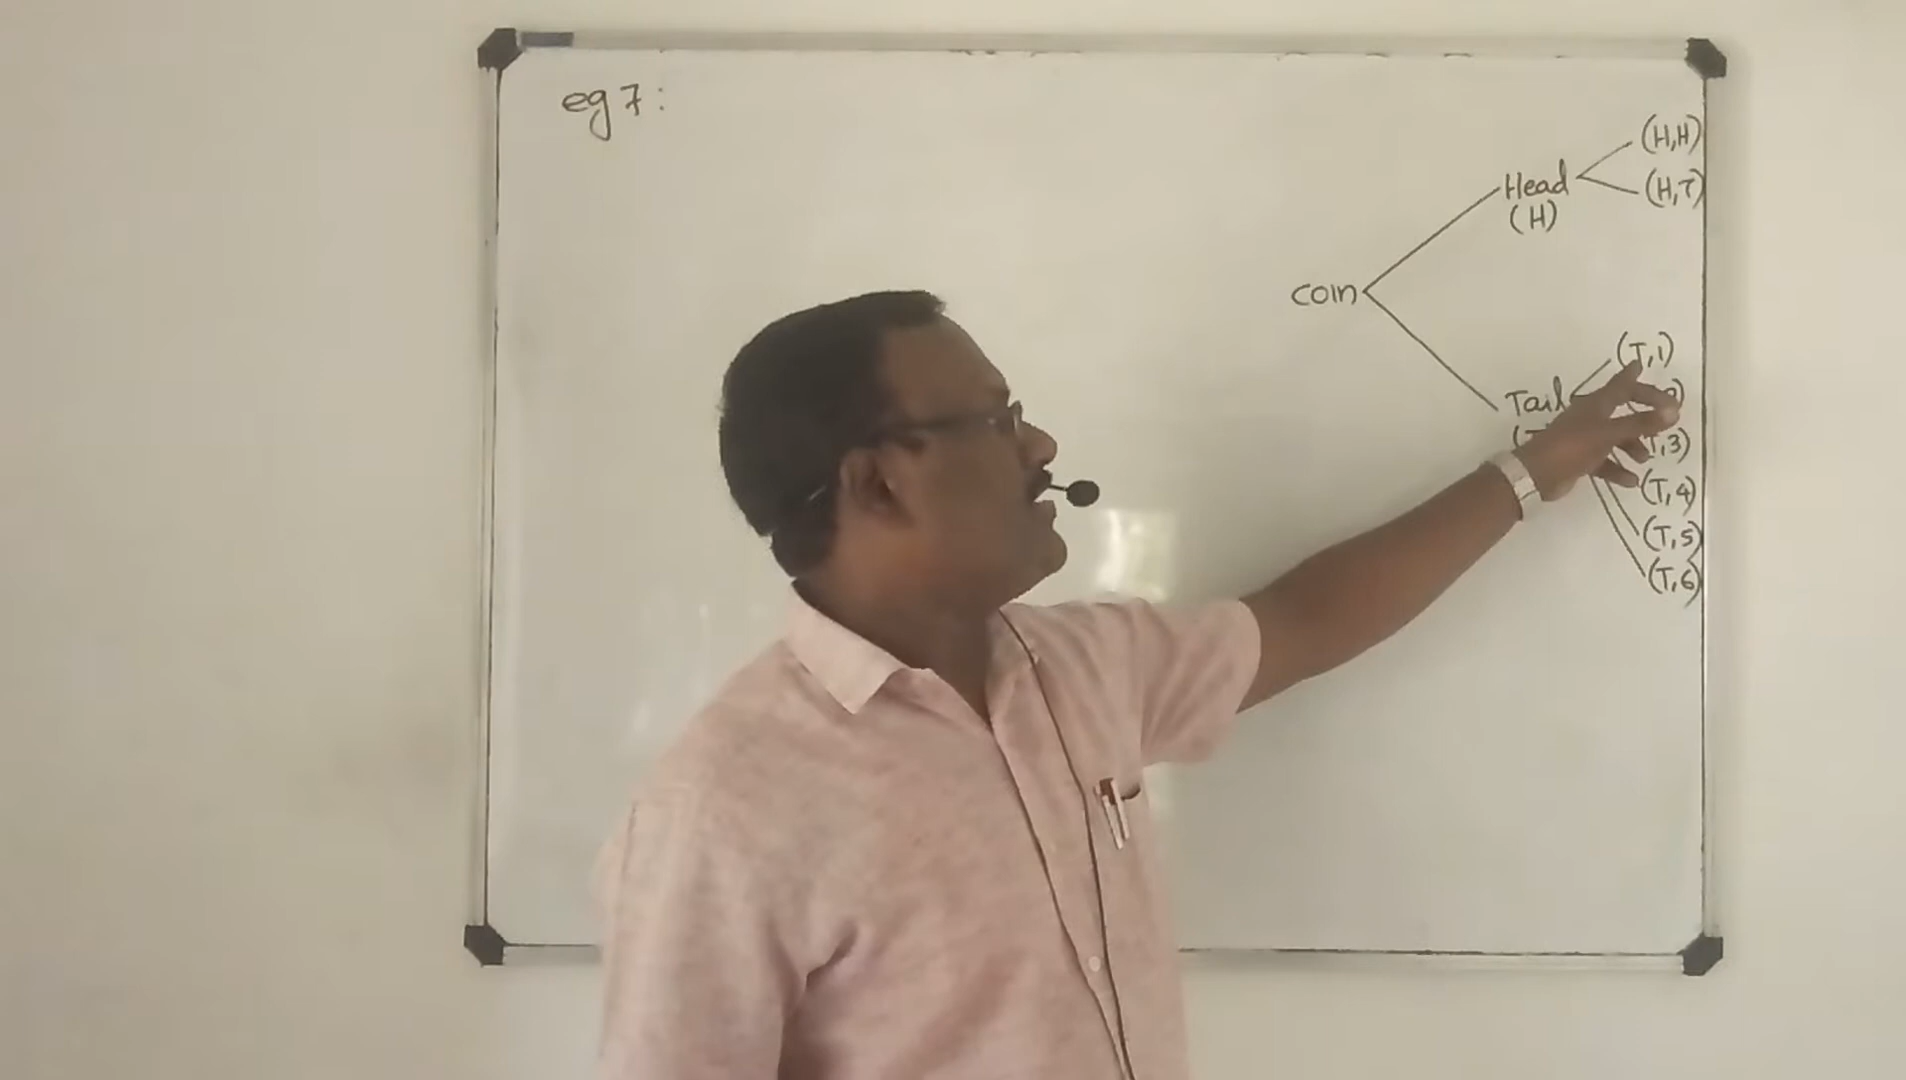 eg 7:
(H,H)
Head
(H,T)
(H)
Coin
(T,1)
Tail
T,3)
(T,4)
(T,5)
(T,6)